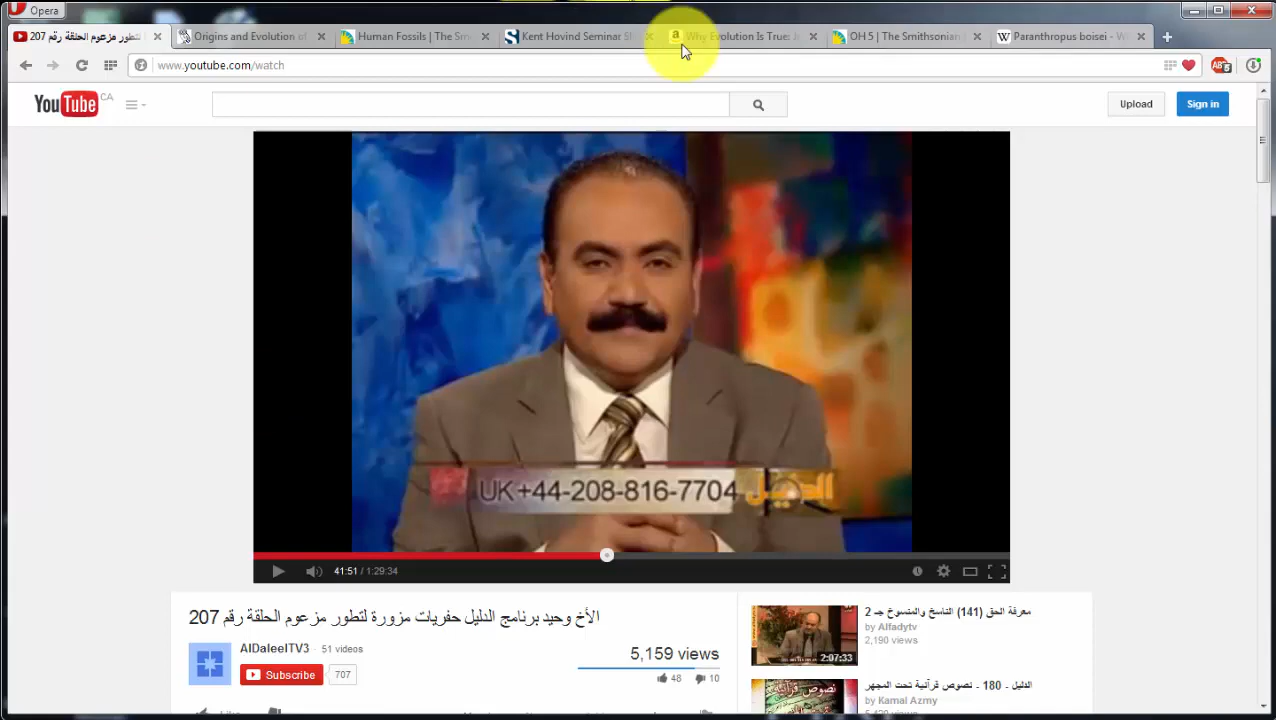 Opera
لتطور مزعوم الحلقة رقم 207
Origins and Evolution of
Human Fossils | The Sm
Kent Hovind Seminar
Why Evolution Is True: J
OH 5 | The Smithsonian
Paranthropus boisei - W
www.youtube.com/watch
YouTube CA
Upload
Sign in
UK+44-208-816-7704
الدليل
41:51 / 1:29:34
الأخ وحيد برنامج الدليل حفريات مزورة لتطور مزعوم الحلقة رقم 207
AlDaleelTV3 · 51 videos
Subscribe 707
5,159 views
48 10
معرفة الحق (141) الناسخ والمنسوخ جـ 2
by Alfadytv
2,190 views
2:07:33
الدليل - 180 - نصوص قرآنية تحت المجهر
by Kamal Azmy